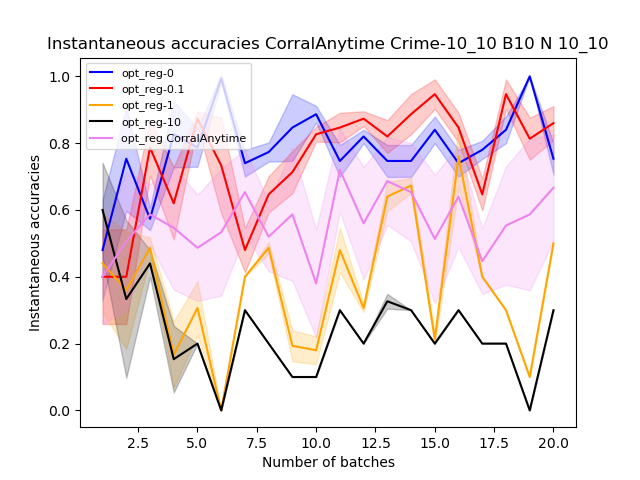 Instantaneous accuracies CorralAnytime Crime-10_10 B10 N 10_10
opt_reg-0
opt_reg-0.1
opt_reg-1
opt_reg-10
opt_reg CorralAnytime
Instantaneous accuracies
1.0
0.8
0.6
0.4
0.2
0.0
2.5 5.0 7.5 10.0 12.5 15.0 17.5 20.0
Number of batches